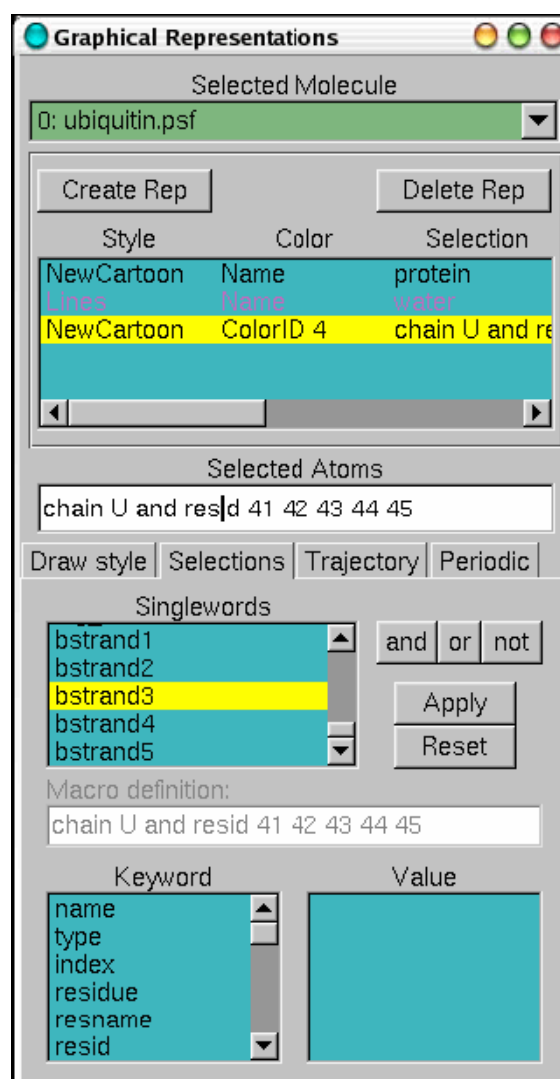 Graphical Representations
Selected Molecule
0: ubiquitin.psf
Create Rep Delete Rep
Style Color Selection
NewCartoon Name protein
Lines Name water
NewCartoon ColorID 4 chain U and re
Selected Atoms
chain U and resid 41 42 43 44 45
Draw style Selections Trajectory Periodic
Singlewords
bstrand1
and or not
bstrand2
bstrand3
Apply
bstrand4
Reset
bstrand5
Macro definition:
chain U and resid 41 42 43 44 45
Keyword Value
name
type
index
residue
resname
resid